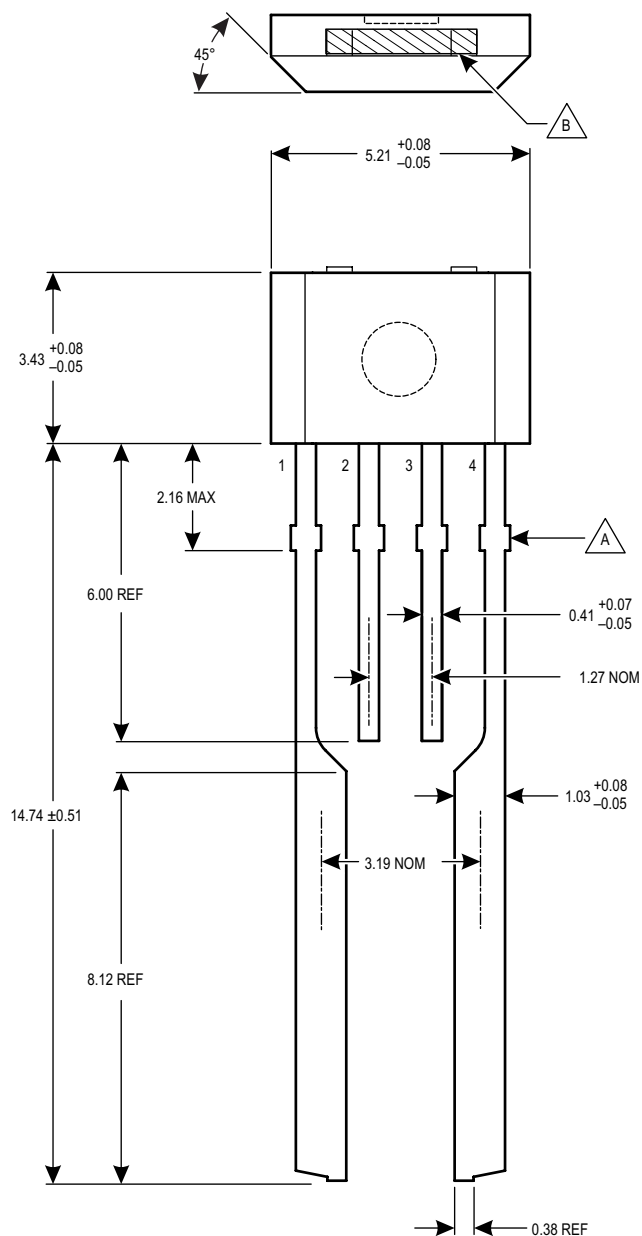 45°
B
5.21 +0.08
–0.05
3.43 +0.08
–0.05
1 2 3 4
2.16 MAX
A
6.00 REF
0.41 +0.07
–0.05
1.27 NOM
14.74 ±0.51
1.03 +0.08
–0.05
3.19 NOM
8.12 REF
0.38 REF